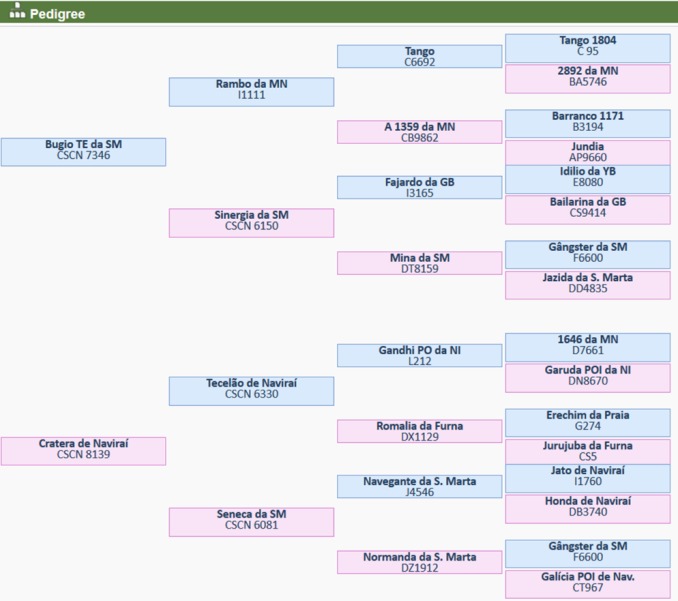 Pedigree
Bugio TE da SM
CSCN 7346
Rambo da MN
I1111
Tango
C6692
Tango 1804
C 95
2892 da MN
BA5746
A 1359 da MN
CB9862
Barranco 1171
B3194
Jundia
AP9660
Sinergia da SM
CSCN 6150
Fajardo da GB
I3165
Idilio da YB
E8080
Bailarina da GB
CS9414
Mina da SM
DT8159
Gângster da SM
F6600
Jazida da S. Marta
DD4835
Cratera de Naviraí
CSCN 8139
Tecelão de Naviraí
CSCN 6330
Gandhi PO da NI
L212
1646 da MN
D7661
Garuda POI da NI
DN8670
Romalia da Furna
DX1129
Erechim da Praia
G274
Jurujuba da Furna
CS5
Seneca da SM
CSCN 6081
Navegante da S. Marta
J4546
Jato de Naviraí
I1760
Honda de Naviraí
DB3740
Normanda da S. Marta
DZ1912
Gângster da SM
F6600
Galícia POI de Nav.
CT967